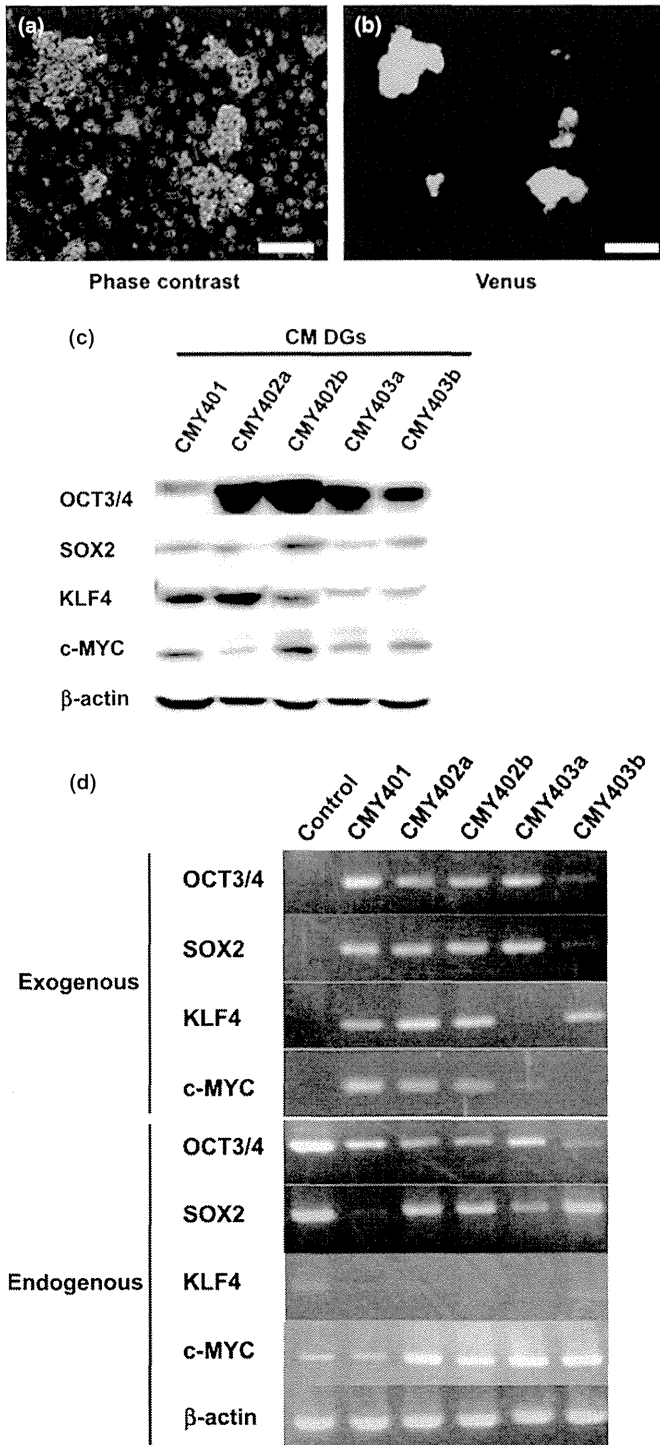 (a)
(b)
Phase contrast
Venus
(c)
CM DGs
CMY401
CMY402a
CMY402b
CMY403a
CMY403b
OCT3/4
SOX2
KLF4
c-MYC
β-actin
(d)
Control
CMY401
CMY402a
CMY402b
CMY403a
CMY403b
Exogenous
OCT3/4
SOX2
KLF4
c-MYC
Endogenous
OCT3/4
SOX2
KLF4
c-MYC
β-actin